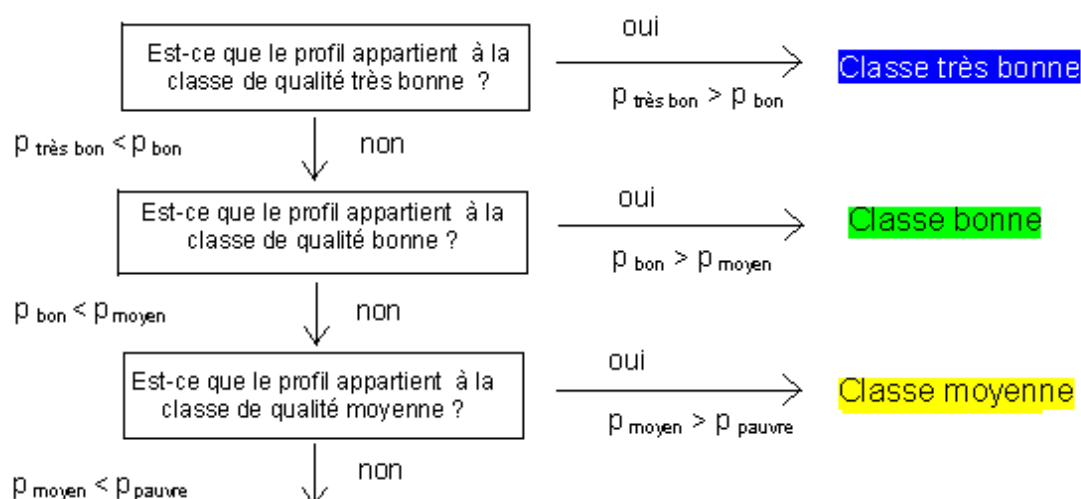 oui
Est-ce que le profil appartient à la
classe de qualité très bonne ?
Classe très bonne
p très bon > p bon
p très bon < p bon
non
oui
Est-ce que le profil appartient à la
classe de qualité bonne ?
Classe bonne
p bon > p moyen
p bon < p moyen
non
oui
Est-ce que le profil appartient à la
classe de qualité moyenne ?
Classe moyenne
p moyen > p pauvre
non
p moyen < p pauvre